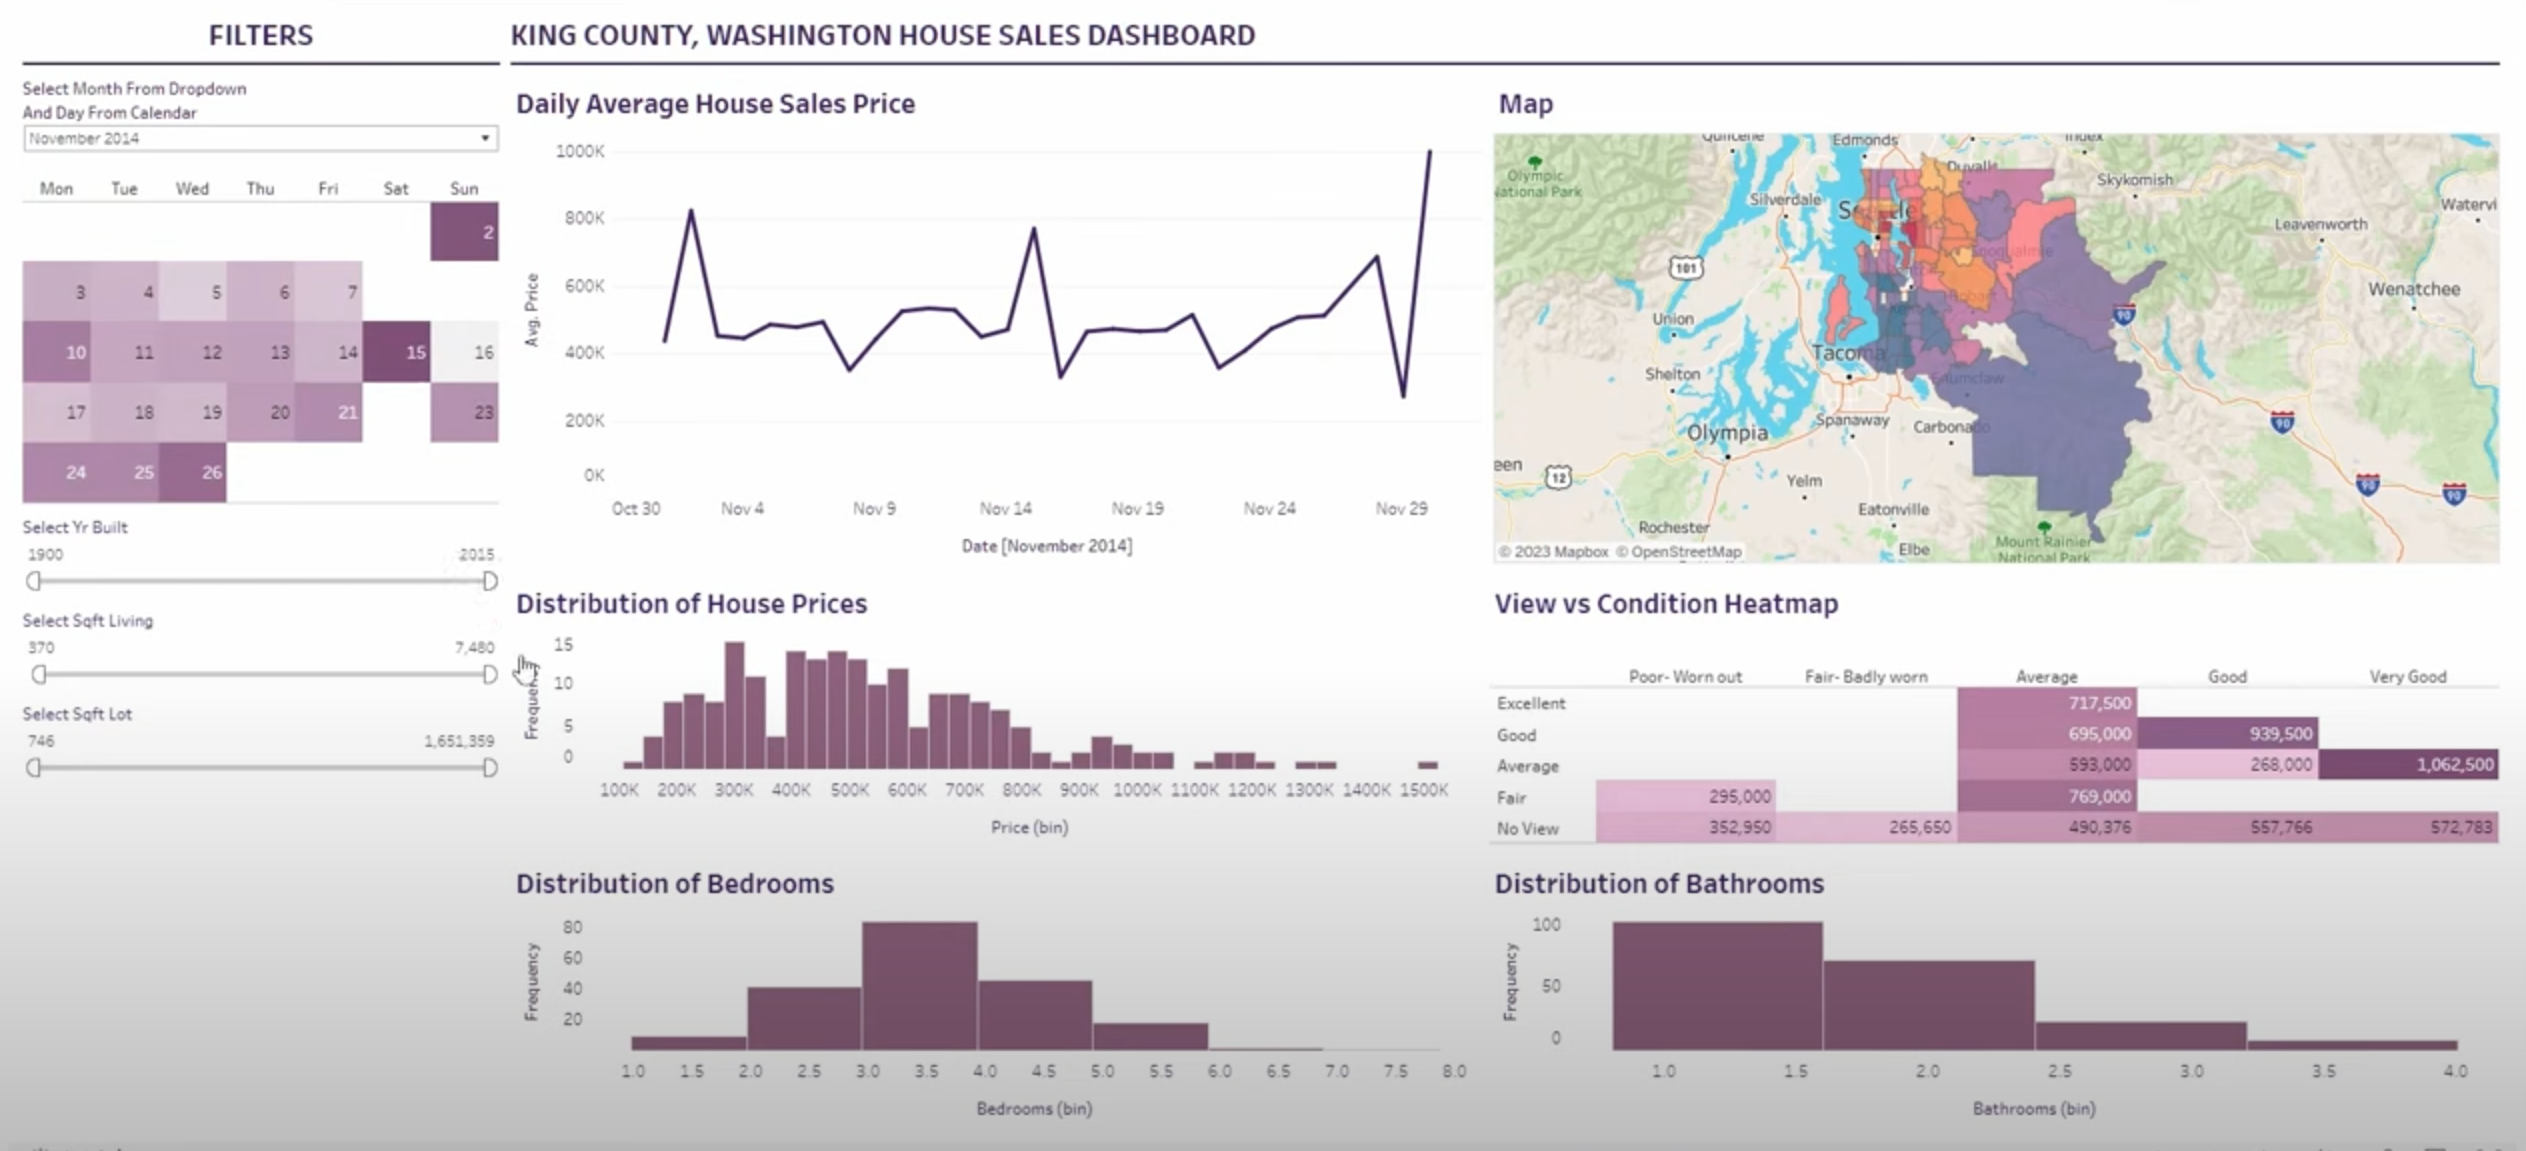 FILTERS
KING COUNTY, WASHINGTON HOUSE SALES DASHBOARD
Select Month From Dropdown
And Day From Calendar
November 2014
Mon Tue Wed Thu Fri Sat Sun
2
3 4 5 6 7
10 11 12 13 14 15 16
17 18 19 20 21 23
24 25 26
Select Yr Built
1900 2015
Select Sqft Living
370 7,480
Select Sqft Lot
746 1,651,359
Daily Average House Sales Price
Avg. Price
1000K
800K
600K
400K
200K
0K
Oct 30 Nov 4 Nov 9 Nov 14 Nov 19 Nov 24 Nov 29
Date [November 2014]
Map
Quilcene
Edmonds
Index
Duvall
Olympic
National Park
Skykomish
Silverdale
Seattle
Leavenworth
Watervi
101
Snoqualmie
Wenatchee
Hobart
Union
90
Tacoma
Shelton
Enumclaw
Spanaway
Carbonado
Olympia
90
een
12
Yelm
90
90
Eatonville
Rochester
Elbe
Mount Rainier
National Park
© 2023 Mapbox © OpenStreetMap
Distribution of House Prices
Frequen
15
10
5
0
100K 200K 300K 400K 500K 600K 700K 800K 900K 1000K 1100K 1200K 1300K 1400K 1500K
Price (bin)
View vs Condition Heatmap
Poor- Worn out Fair- Badly worn Average Good Very Good
Excellent 717,500
Good 695,000 939,500
Average 593,000 268,000 1,062,500
Fair 295,000 769,000
No View 352,950 265,650 490,376 557,766 572,783
Distribution of Bedrooms
Frequency
80
60
40
20
1.0 1.5 2.0 2.5 3.0 3.5 4.0 4.5 5.0 5.5 6.0 6.5 7.0 7.5 8.0
Bedrooms (bin)
Distribution of Bathrooms
Frequency
100
50
0
1.0 1.5 2.0 2.5 3.0 3.5 4.0
Bathrooms (bin)